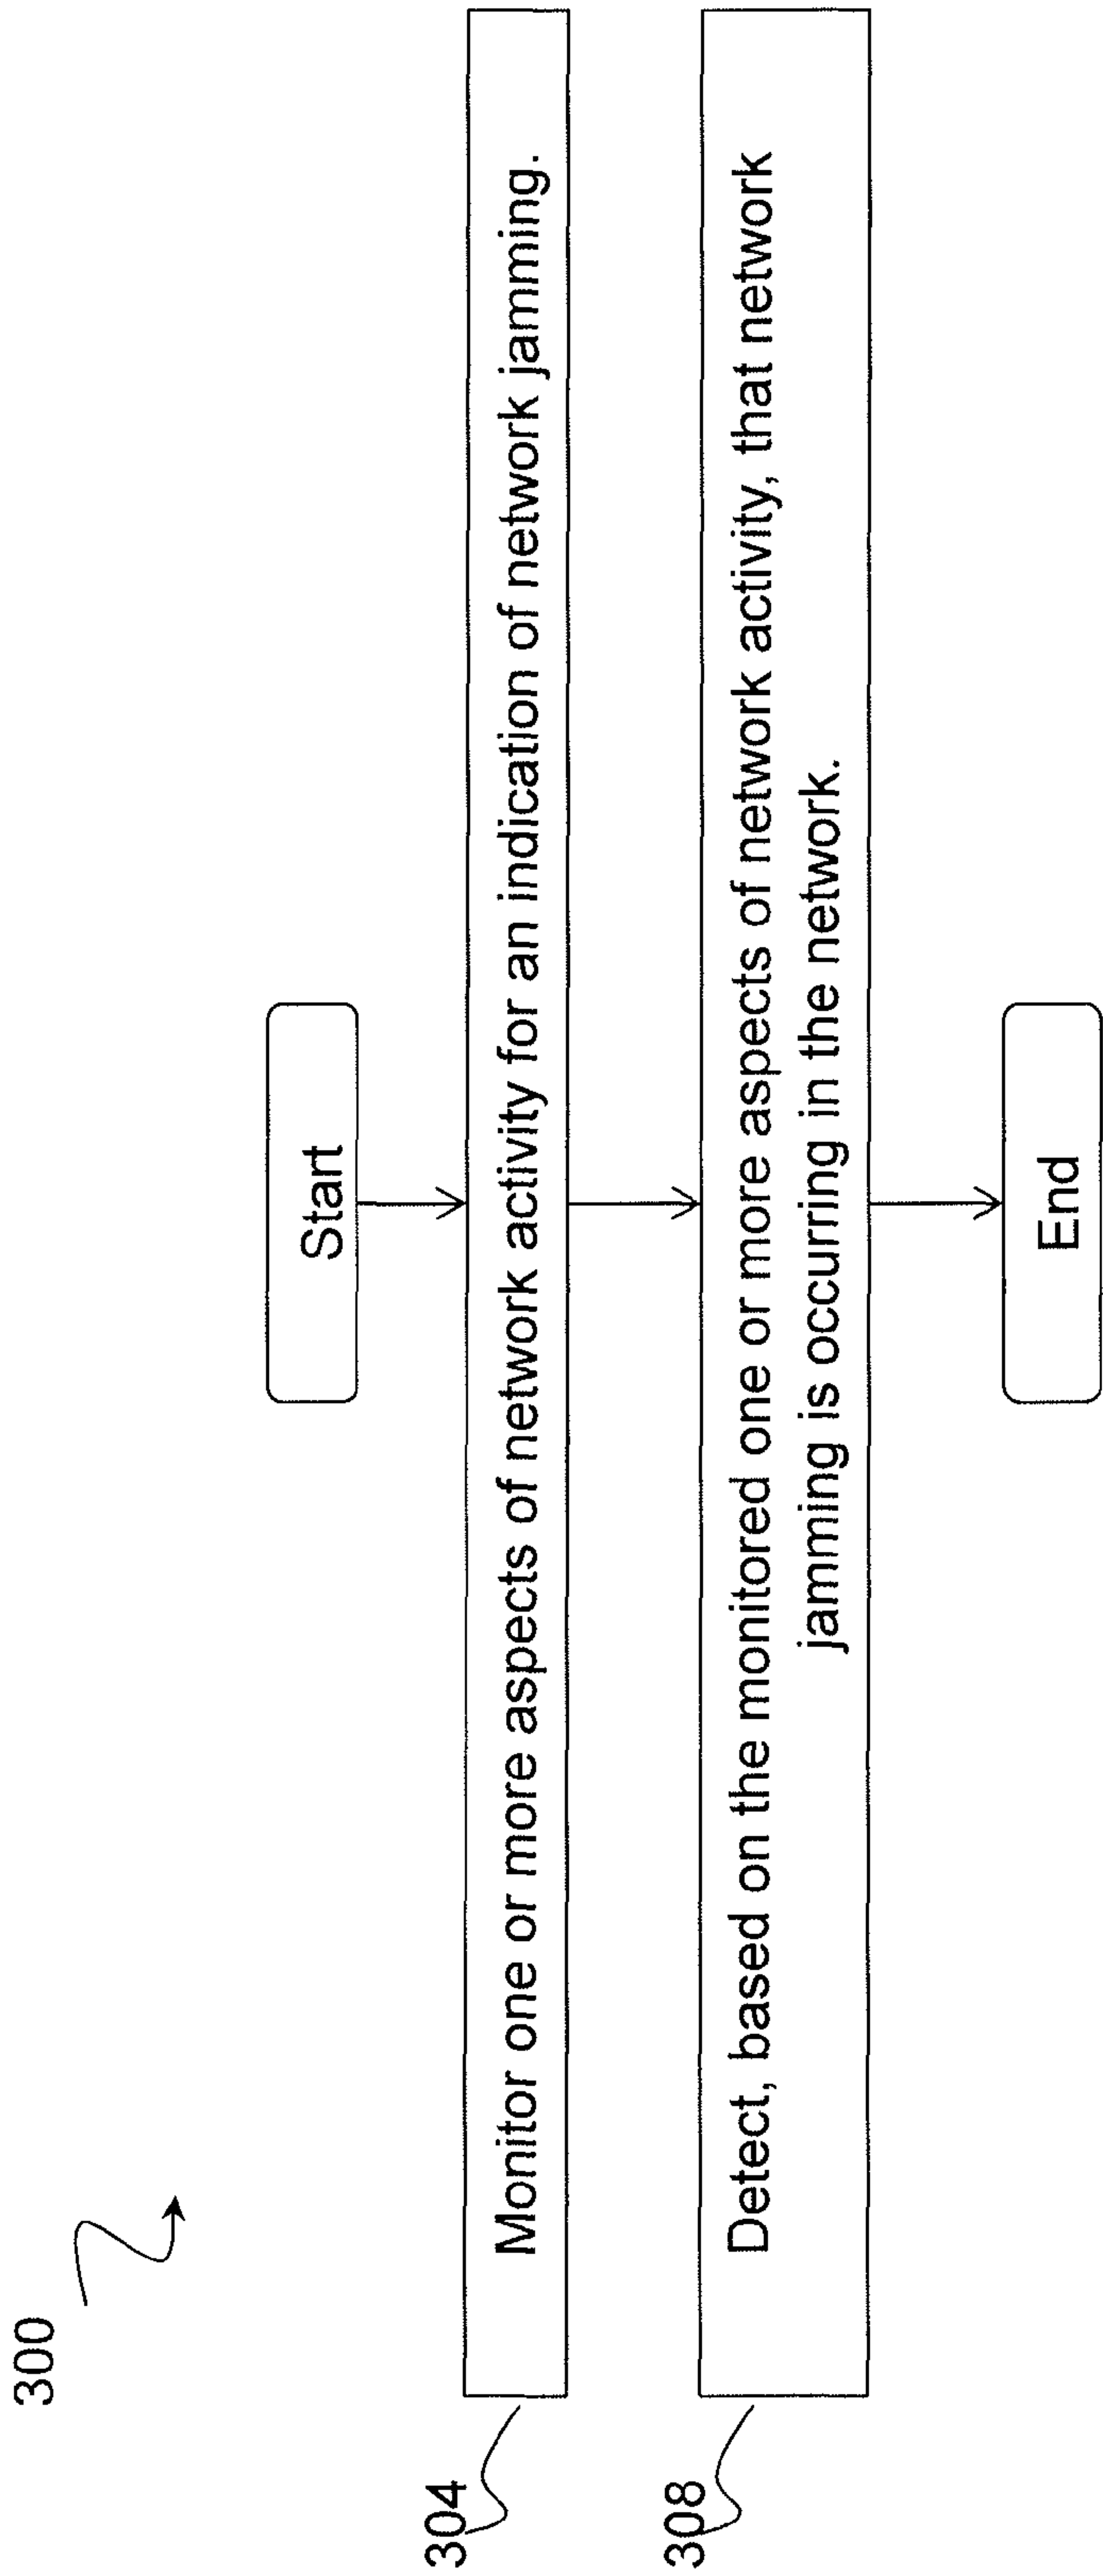 300
Start
304
Monitor one or more aspects of network activity for an indication of network jamming.
308
Detect, based on the monitored one or more aspects of network activity, that network
jamming is occurring in the network.
End